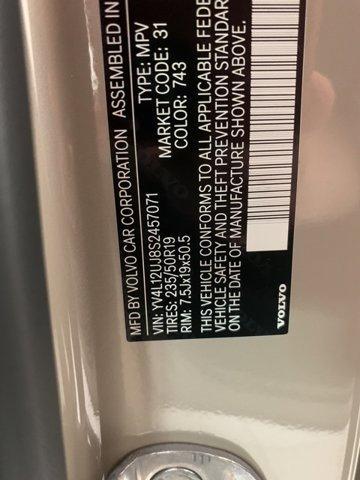 MFD BY VOLVO CAR CORPORATION ASSEMBLED IN
VIN: YV4L12UJ8S2457071 TYPE: MPV
TIRES: 235/50R19 MARKET CODE: 31
RIM: 7.5Jx19x50.5 COLOR: 743
THIS VEHICLE CONFORMS TO ALL APPLICABLE FEDE
VEHICLE SAFETY AND THEFT PREVENTION STANDAR
ON THE DATE OF MANUFACTURE SHOWN ABOVE.
VOLVO